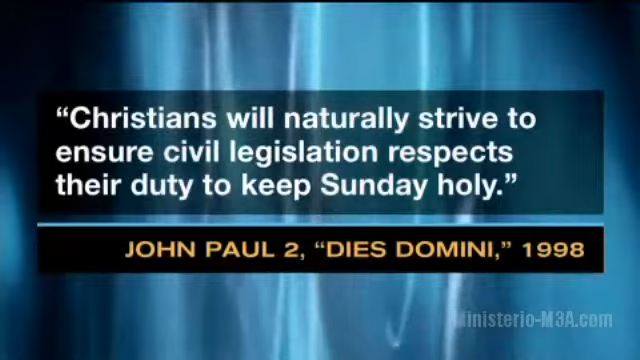 “Christians will naturally strive to
ensure civil legislation respects
their duty to keep Sunday holy.”
JOHN PAUL 2, “DIES DOMINI,” 1998
Ministerio-M3A.com